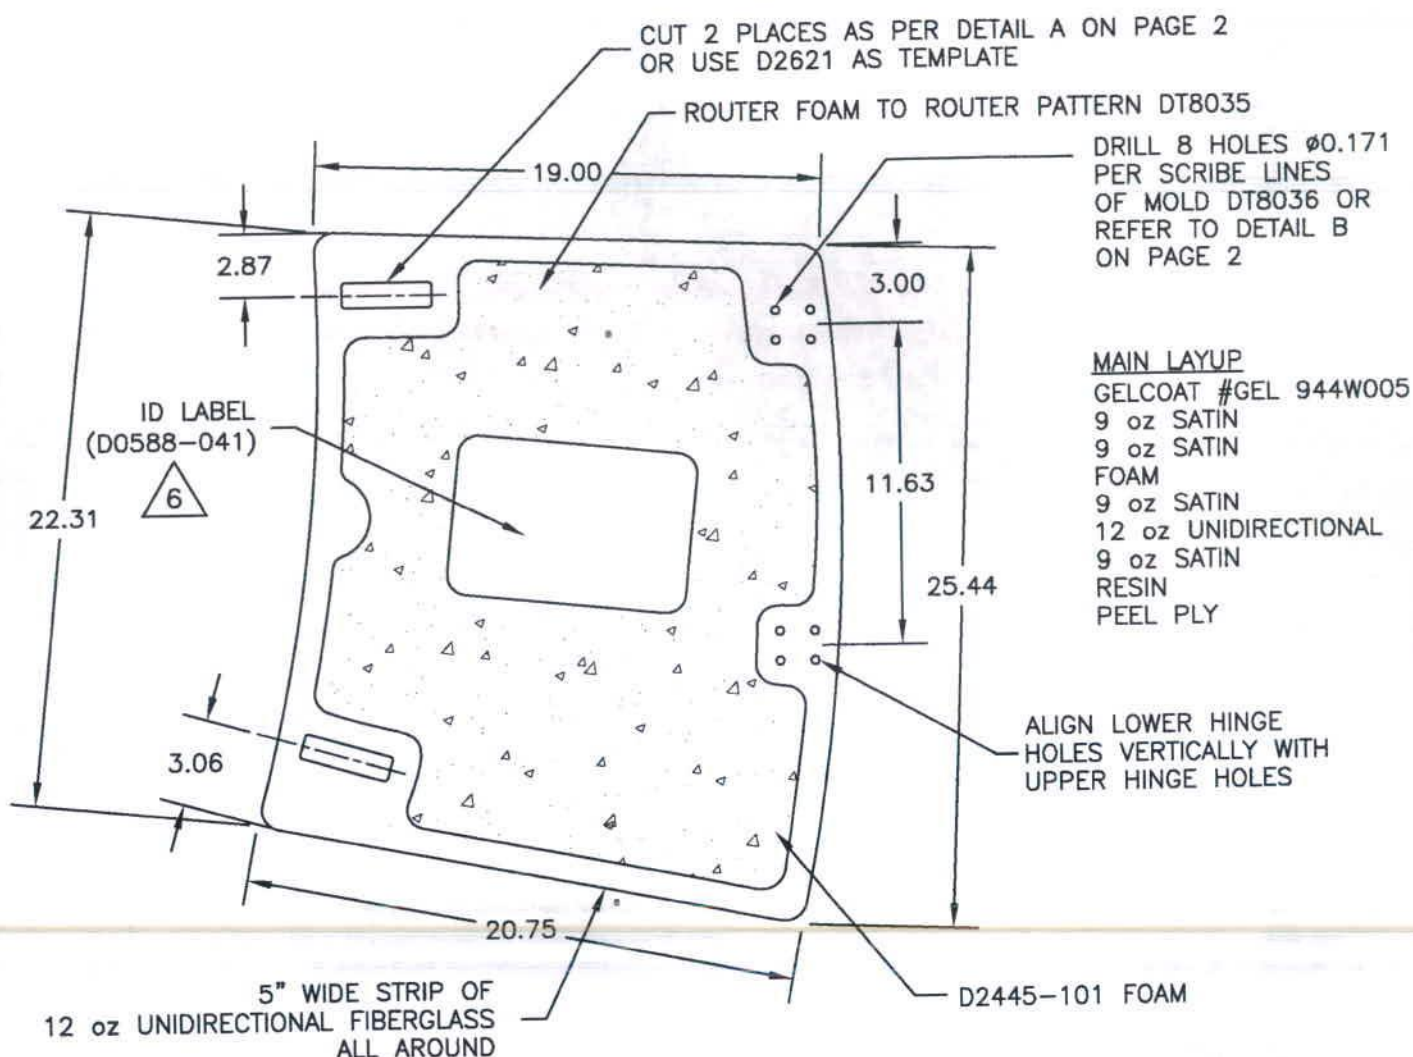 CUT 2 PLACES AS PER DETAIL A ON PAGE 2
OR USE D2621 AS TEMPLATE
ROUTER FOAM TO ROUTER PATTERN DT8035
DRILL 8 HOLES ø0.171
PER SCRIBE LINES
OF MOLD DT8036 OR
REFER TO DETAIL B
ON PAGE 2
19.00
2.87
3.00
MAIN LAYUP
GELCOAT #GEL 944W005
9 oz SATIN
9 oz SATIN
FOAM
9 oz SATIN
12 oz UNIDIRECTIONAL
9 oz SATIN
RESIN
PEEL PLY
ID LABEL
(D0588-041)
6
22.31
11.63
25.44
ALIGN LOWER HINGE
HOLES VERTICALLY WITH
UPPER HINGE HOLES
3.06
20.75
5" WIDE STRIP OF
12 oz UNIDIRECTIONAL FIBERGLASS
ALL AROUND
D2445-101 FOAM